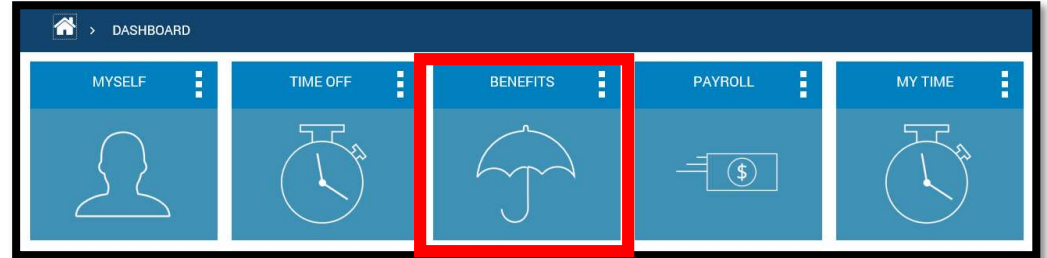 > DASHBOARD
MYSELF
TIME OFF
BENEFITS
PAYROLL
MY TIME
$